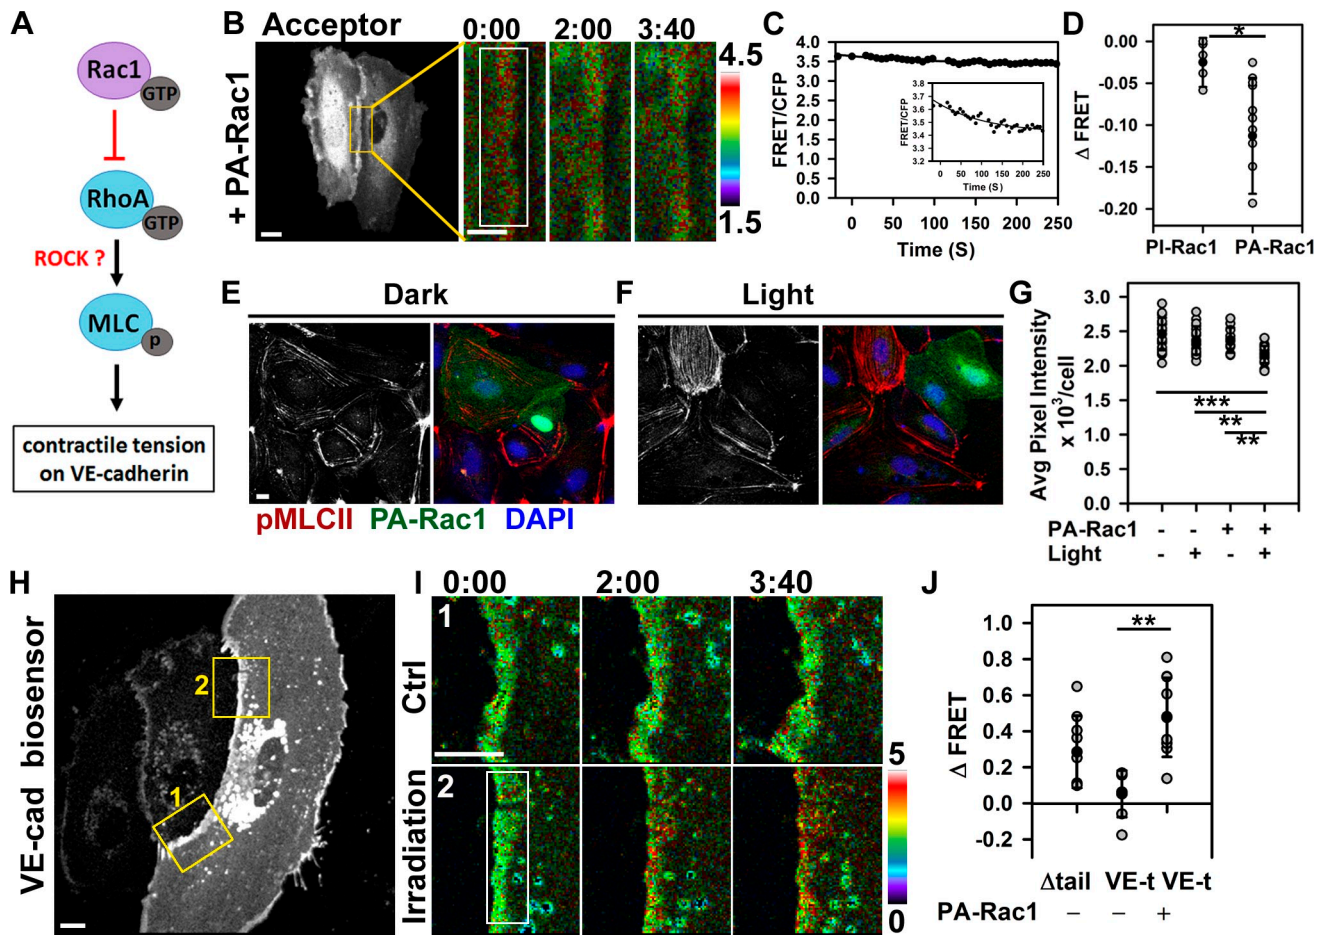 A
Rac1
GTP
RhoA
GTP
ROCK ?
MLC
p
contractile tension
on VE-cadherin
B
Acceptor
0:00
2:00
3:40
+ PA-Rac1
4.5
1.5
C
FRET/CFP
4.0
3.5
3.0
2.5
2.0
1.5
1.0
0.5
0.0
0
50
100
150
200
250
Time (S)
FRET/CFP
3.8
3.6
3.4
3.2
0
50
100
150
200
250
Time (S)
D
Δ FRET
0.00
-0.05
-0.10
-0.15
-0.20
PI-Rac1
PA-Rac1
*
E
Dark
F
Light
pMLCII PA-Rac1 DAPI
G
Avg Pixel Intensity
x 10³/cell
3.0
2.5
2.0
1.5
1.0
0.5
0.0
***
**
**
PA-Rac1 - - + +
Light - + - +
H
VE-cad biosensor
2
1
I
0:00
2:00
3:40
1
Ctrl
2
Irradiation
5
0
J
Δ FRET
1.0
0.8
0.6
0.4
0.2
0.0
-0.2
**
Δtail VE-t VE-t
PA-Rac1 − − +